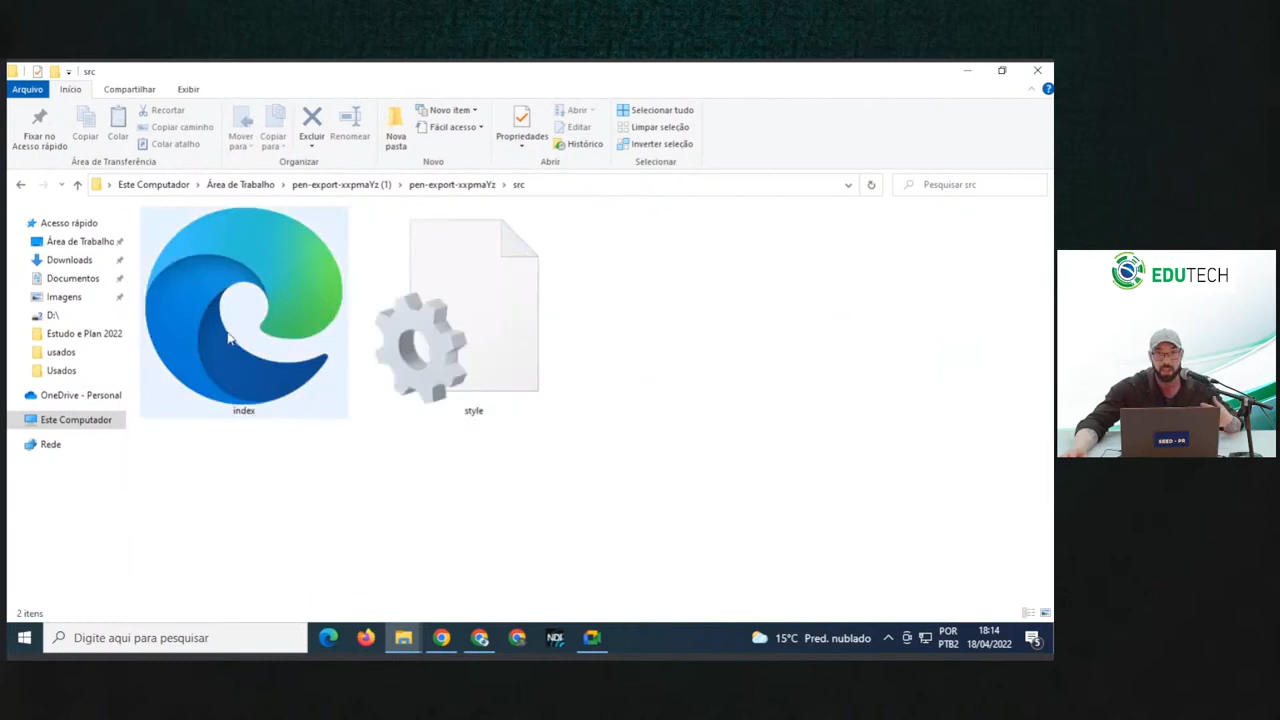 src
Arquivo
Início
Compartilhar
Exibir
Fixar no Acesso rápido
Copiar
Colar
Recortar
Copiar caminho
Colar atalho
Área de Transferência
Mover para
Copiar para
Excluir
Renomear
Organizar
Nova pasta
Novo item
Fácil acesso
Novo
Propriedades
Abrir
Editar
Histórico
Abrir
Selecionar tudo
Limpar seleção
Inverter seleção
Selecionar
Este Computador > Área de Trabalho > pen-export-xxpmaYz (1) > pen-export-xxpmaYz > src
Pesquisar src
Acesso rápido
Área de Trabalho
Downloads
Documentos
Imagens
D:\
Estudo e Plan 2022
usados
Usados
OneDrive - Personal
Este Computador
Rede
index
style
2 itens
Digite aqui para pesquisar
NDI
15°C Pred. nublado
POR
PTB2
18:14
18/04/2022
5
EDUTECH
SEED - PR